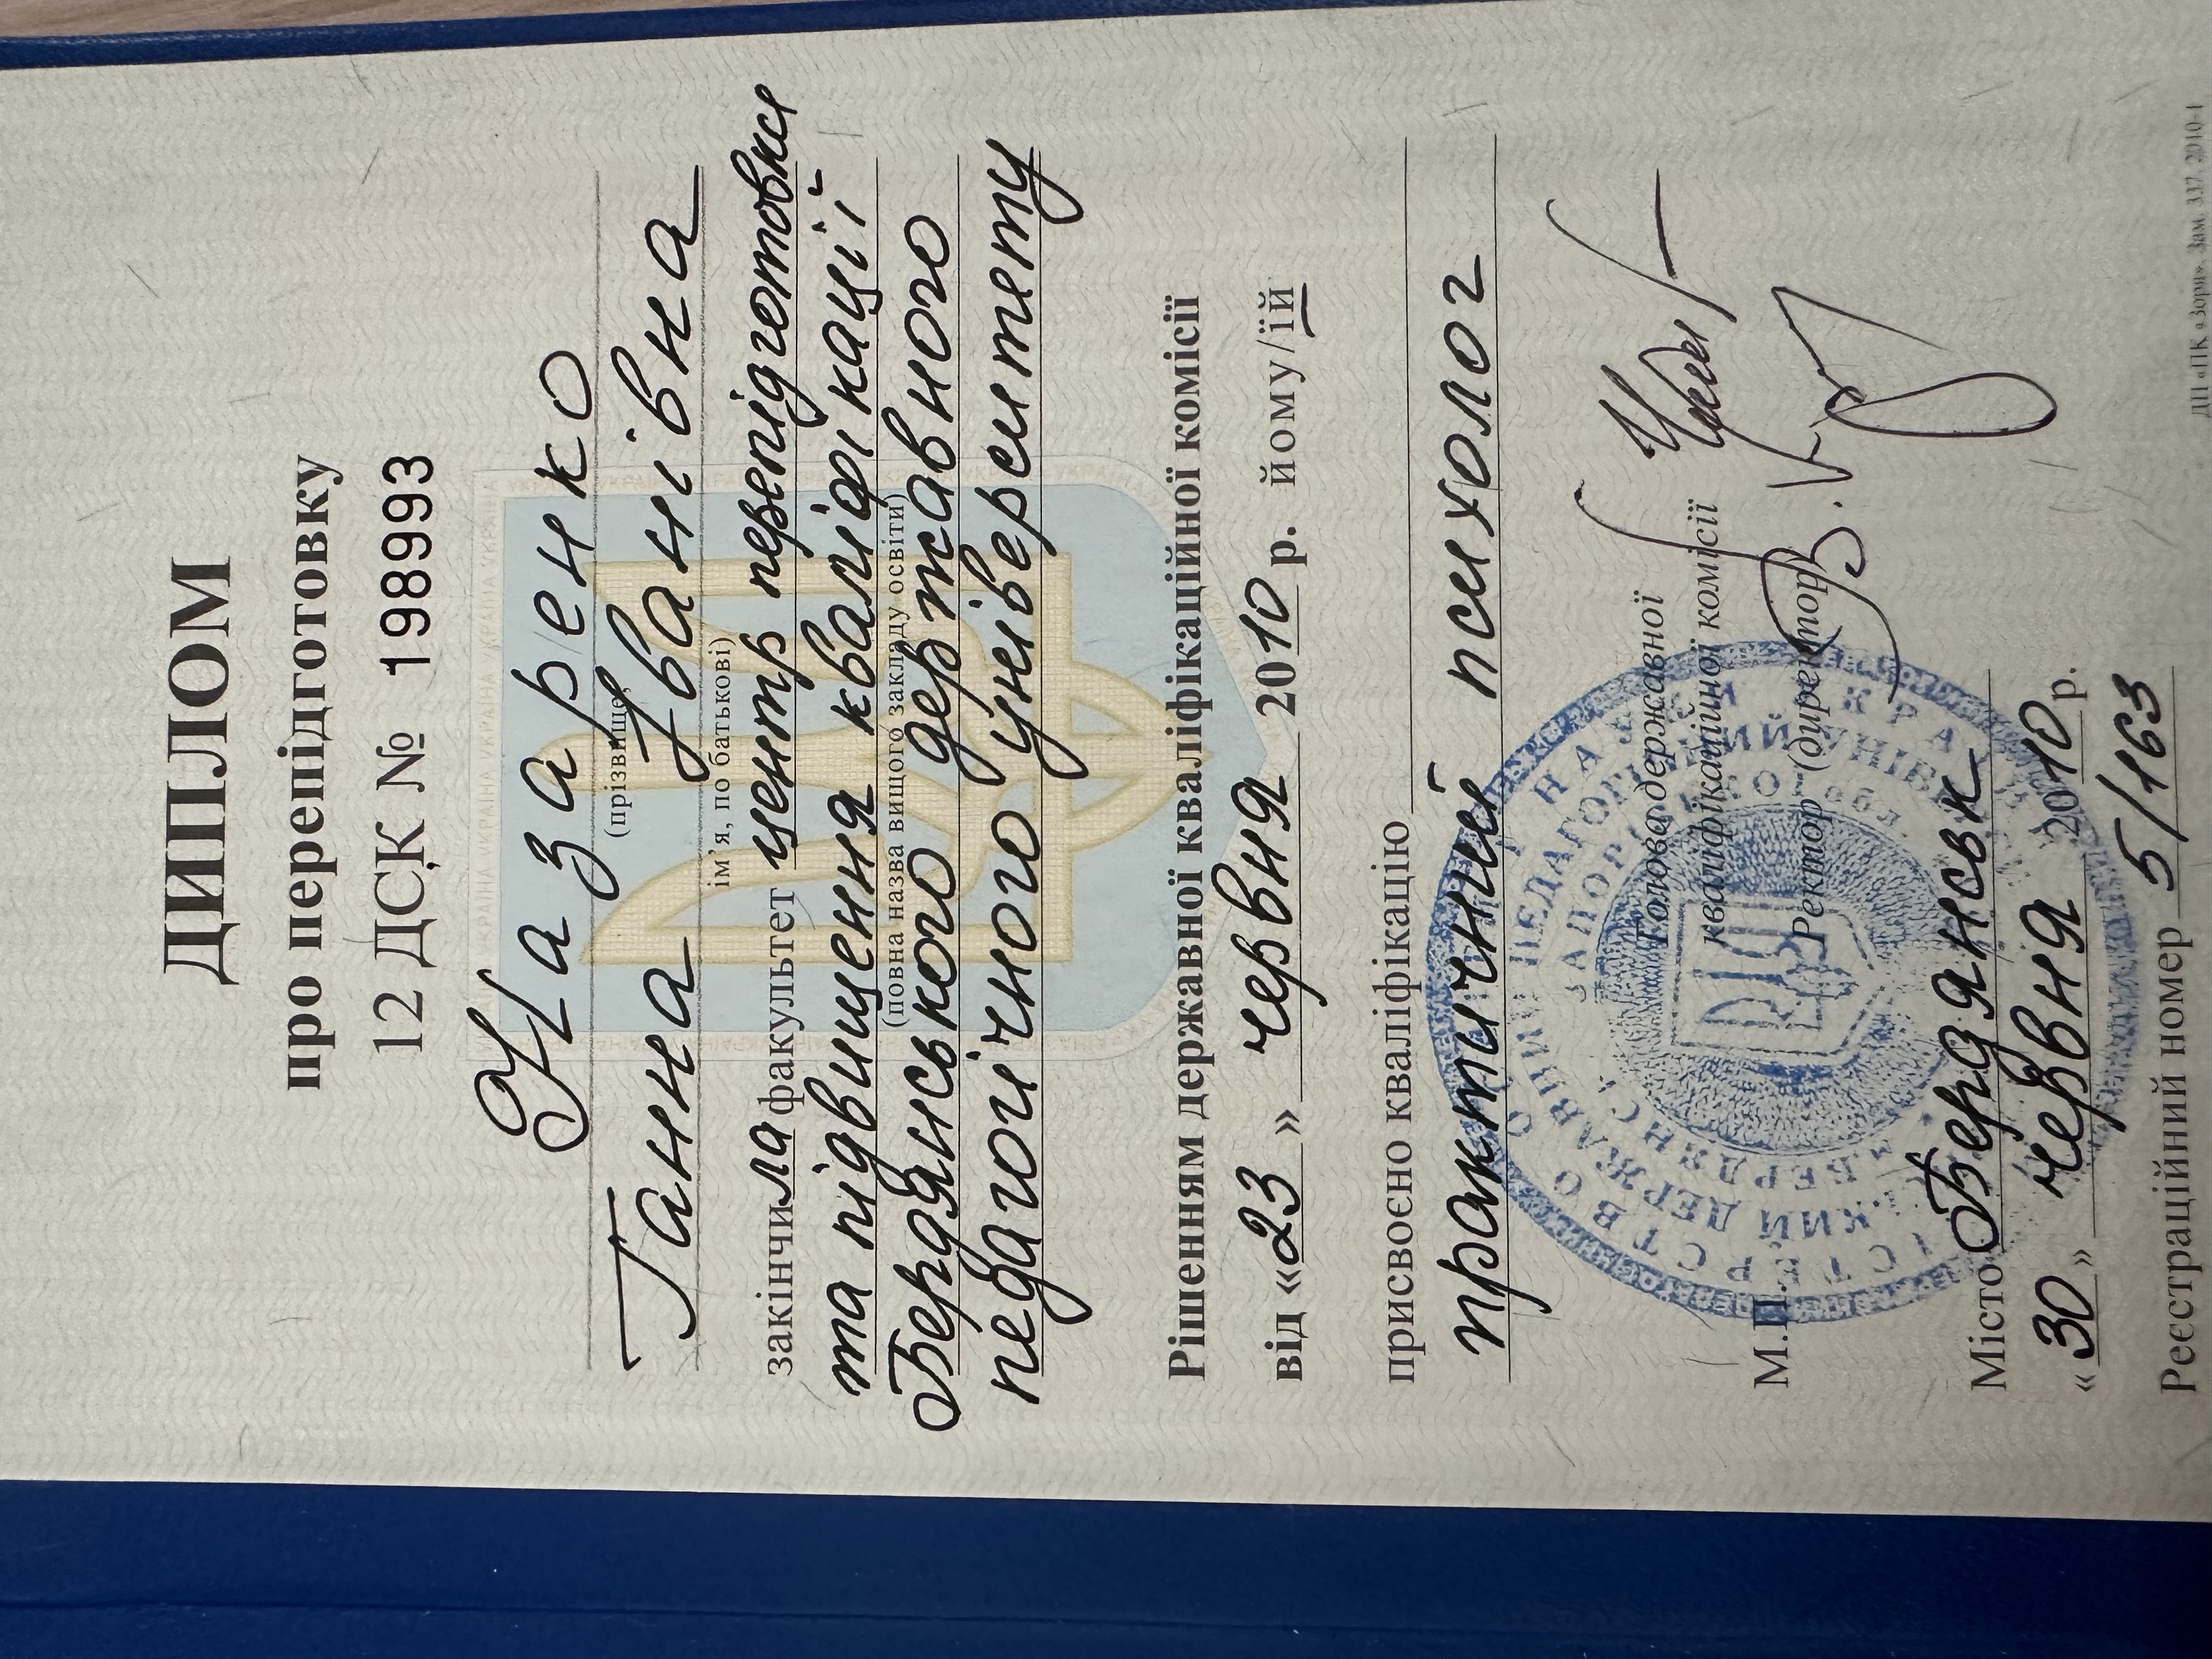 ДИПЛОМ
про перепідготовку
12 ДСК № 198993
Назаренко
(прізвище,
Ганна Іванівна
ім’я, по батькові)
закінчила факультет центр перепідготовки
та підвищення кваліфікації
(повна назва вищого закладу освіти)
Бердянського державного
педагогічного університету
Рішенням державної кваліфікаційної комісії
від «23» червня 2010 р. йому/їй
присвоєно кваліфікацію
практичний психолог
Голова державної
кваліфікаційної комісії
М.П. Ректор (директор)
Місто Бердянськ
«30» червня 2010 р.
Реєстраційний номер 5/163
ДП «ПК «Зоря». Зам. 337. 2010-I